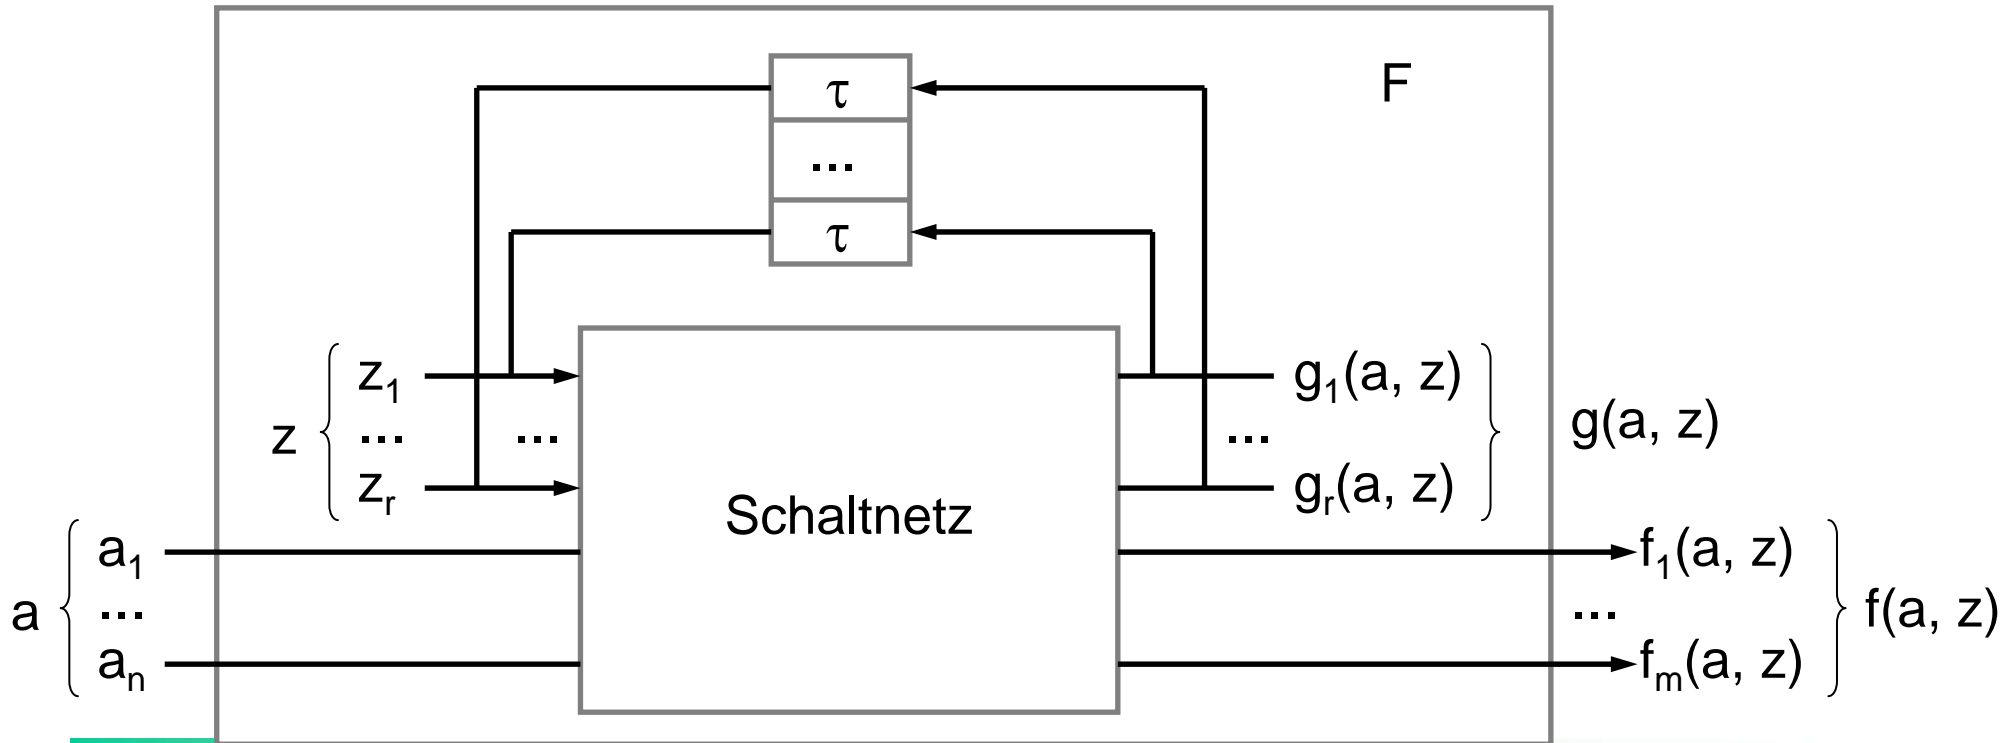 F
τ
...
τ
z₁
...
zᵣ
z
...
a₁
...
aₙ
a
Schaltnetz
g₁(a, z)
...
gᵣ(a, z)
g(a, z)
f₁(a, z)
...
fₘ(a, z)
f(a, z)